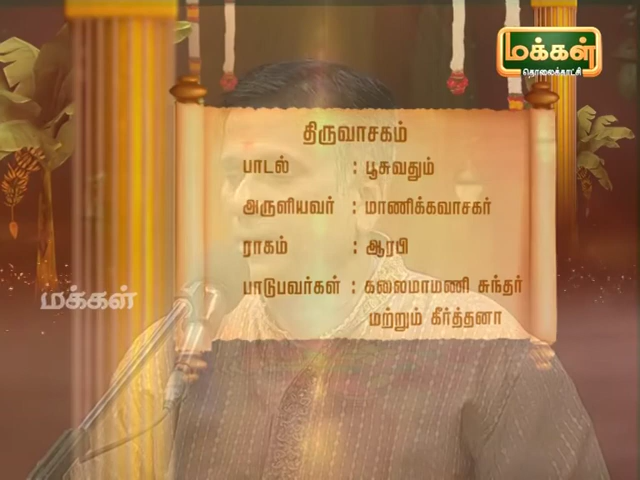 மக்கள்
தொலைக்காட்சி
திருவாசகம்
பாடல் : பூசுவதும்
அருளியவர் : மாணிக்கவாசகர்
ராகம் : ஆரபி
பாடுபவர்கள் : கலைமாமணி சுந்தர்
மற்றும் கீர்த்தனா
மக்கள்